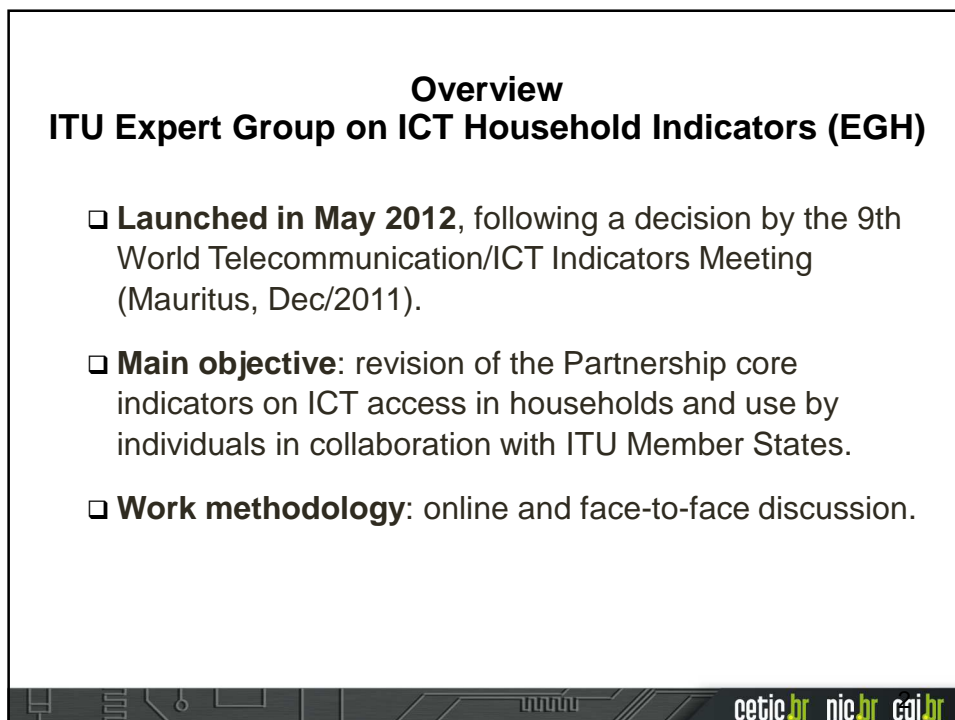 Overview
ITU Expert Group on ICT Household Indicators (EGH)
❑ Launched in May 2012, following a decision by the 9th
World Telecommunication/ICT Indicators Meeting
(Mauritus, Dec/2011).
❑ Main objective: revision of the Partnership core
indicators on ICT access in households and use by
individuals in collaboration with ITU Member States.
❑ Work methodology: online and face-to-face discussion.
cetic.br nic.br cgi.br